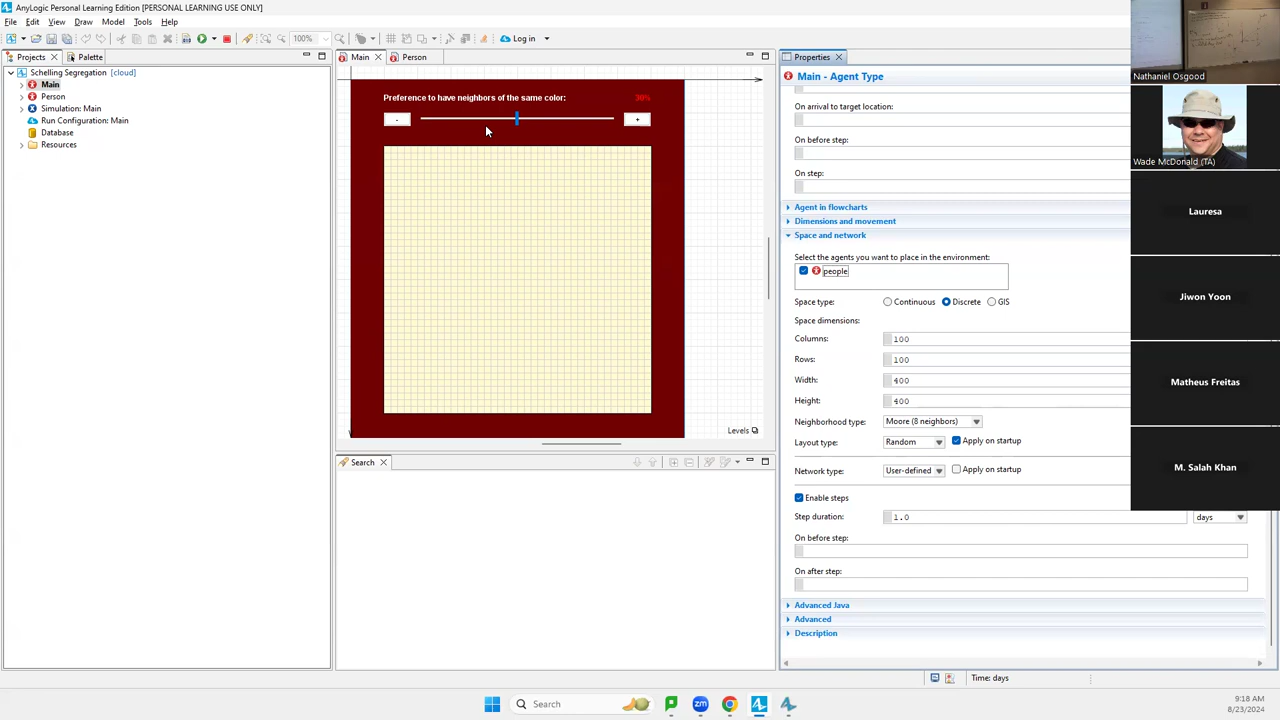 AnyLogic Personal Learning Edition [PERSONAL LEARNING USE ONLY]
File Edit View Draw Model Tools Help
100% Log in
Projects Palette
Schelling Segregation [cloud]
Main
Person
Simulation: Main
Run Configuration: Main
Database
Resources
Main Person
Preference to have neighbors of the same color: 30%
- +
Levels
Search
Properties
Main - Agent Type
On arrival to target location:
On before step:
On step:
Agent in flowcharts
Dimensions and movement
Space and network
Select the agents you want to place in the environment:
people
Space type: Continuous Discrete GIS
Space dimensions:
Columns: 100
Rows: 100
Width: 400
Height: 400
Neighborhood type: Moore (8 neighbors)
Layout type: Random Apply on startup
Network type: User-defined Apply on startup
Enable steps
Step duration: 1.0 days
On before step:
On after step:
Advanced Java
Advanced
Description
Time: days
Nathaniel Osgood
Wade McDonald (TA)
Lauresa
Jiwon Yoon
Matheus Freitas
M. Salah Khan
Search
zm
9:18 AM
8/23/2024